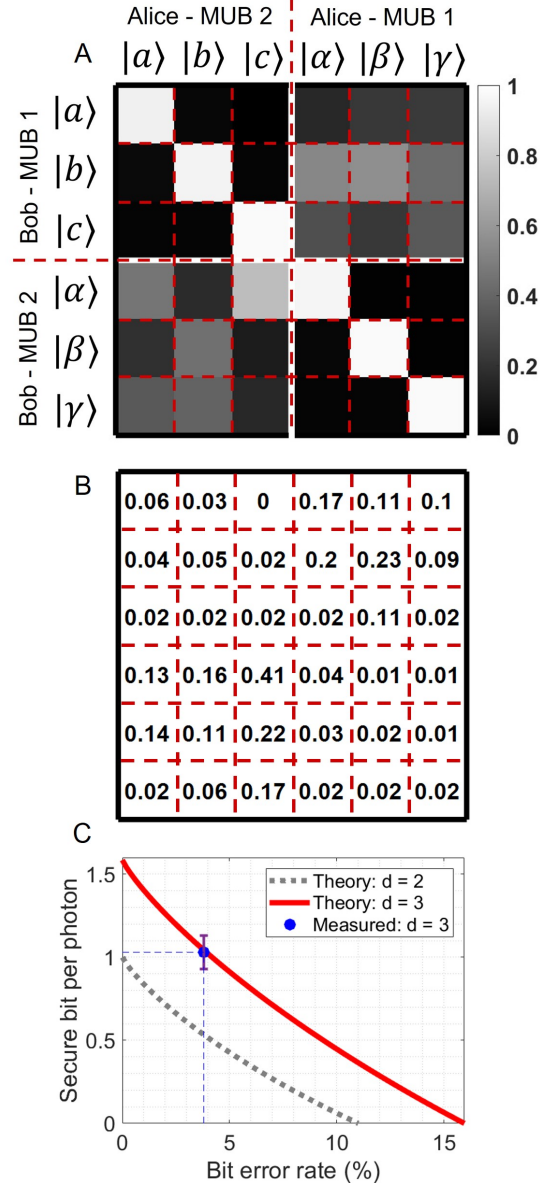 Alice - MUB 2 Alice - MUB 1
A |a⟩ |b⟩ |c⟩ |α⟩ |β⟩ |γ⟩
Bob - MUB 1
|a⟩
|b⟩
|c⟩
Bob - MUB 2
|α⟩
|β⟩
|γ⟩
1
0.8
0.6
0.4
0.2
0
B
0.06 0.03 0 0.17 0.11 0.1
0.04 0.05 0.02 0.2 0.23 0.09
0.02 0.02 0.02 0.02 0.11 0.02
0.13 0.16 0.41 0.04 0.01 0.01
0.14 0.11 0.22 0.03 0.02 0.01
0.02 0.06 0.17 0.02 0.02 0.02
C
Secure bit per photon
1.5
1
0.5
0
Theory: d = 2
Theory: d = 3
Measured: d = 3
0 5 10 15
Bit error rate (%)